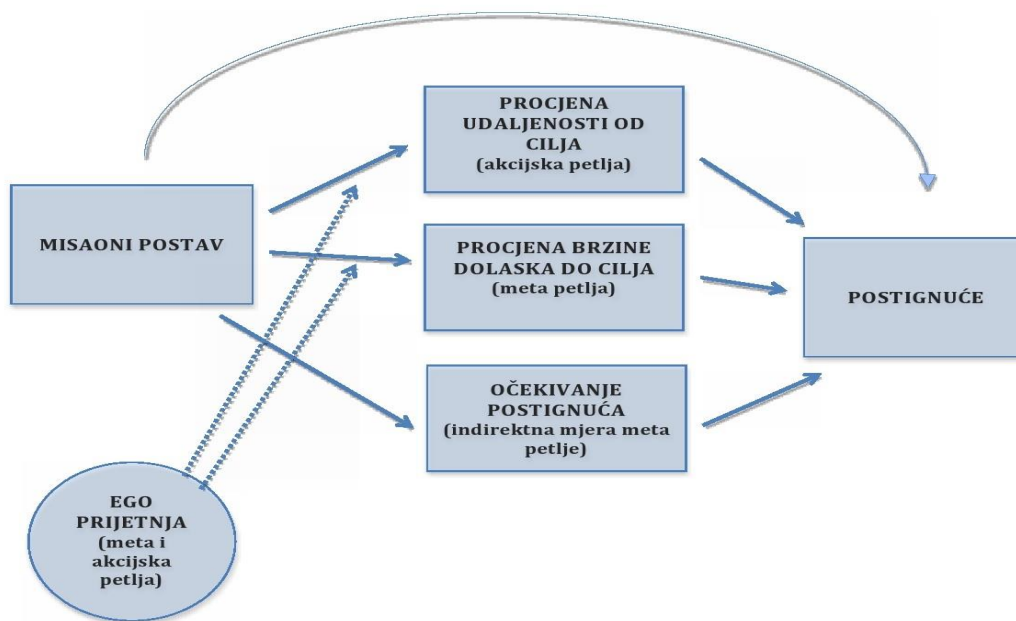 PROCJENA
UDALJENOSTI OD
CILJA
(akcijska petlja)
MISAONI POSTAV
PROCJENA BRZINE
DOLASKA DO CILJA
(meta petlja)
POSTIGNUĆE
OČEKIVANJE
POSTIGNUĆA
(indirektna mjera meta
petlje)
EGO
PRIJETNJA
(meta i
akcijska
petlja)